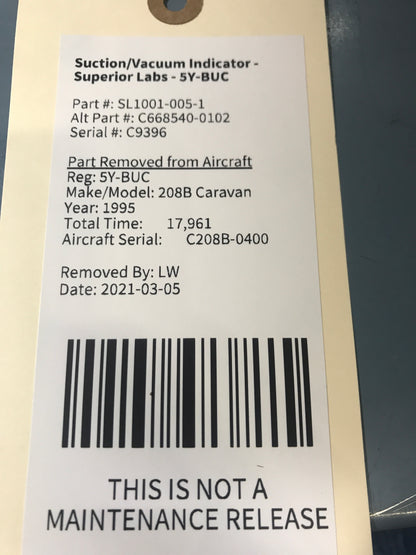 Suction/Vacuum Indicator -
Superior Labs - 5Y-BUC
Part #: SL1001-005-1
Alt Part #: C668540-0102
Serial #: C9396
Part Removed from Aircraft
Reg: 5Y-BUC
Make/Model: 208B Caravan
Year: 1995
Total Time: 17,961
Aircraft Serial: C208B-0400
Removed By: LW
Date: 2021-03-05
THIS IS NOT A
MAINTENANCE RELEASE